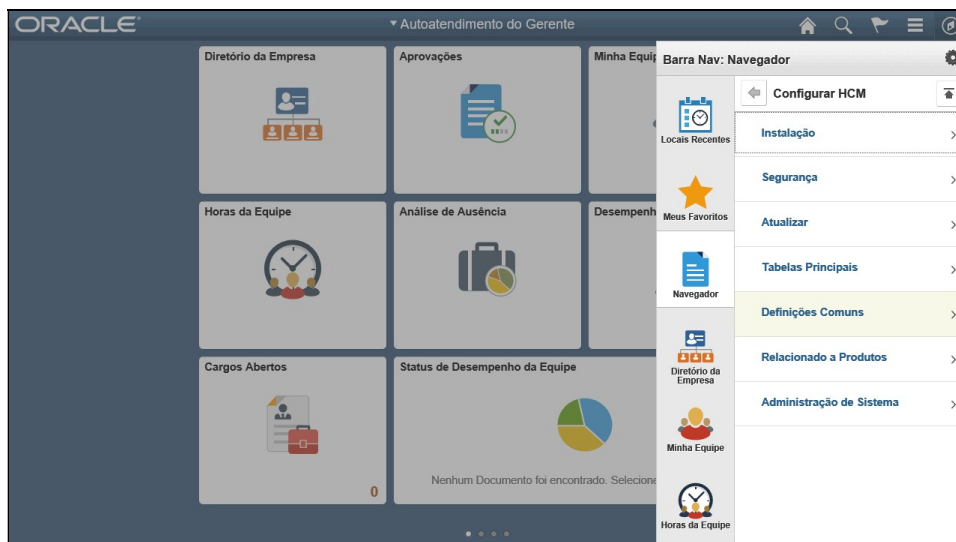 ORACLE
Autoatendimento do Gerente
Diretório da Empresa
Aprovações
Minha Equip
Horas da Equipe
Análise de Ausência
Desempenh
Cargos Abertos
0
Status de Desempenho da Equipe
Nenhum Documento foi encontrado. Selecione
Barra Nav: Navegador
Locais Recentes
Meus Favoritos
Navegador
Diretório da
Empresa
Minha Equipe
Horas da Equipe
Configurar HCM
Instalação
Segurança
Atualizar
Tabelas Principais
Definições Comuns
Relacionado a Produtos
Administração de Sistema